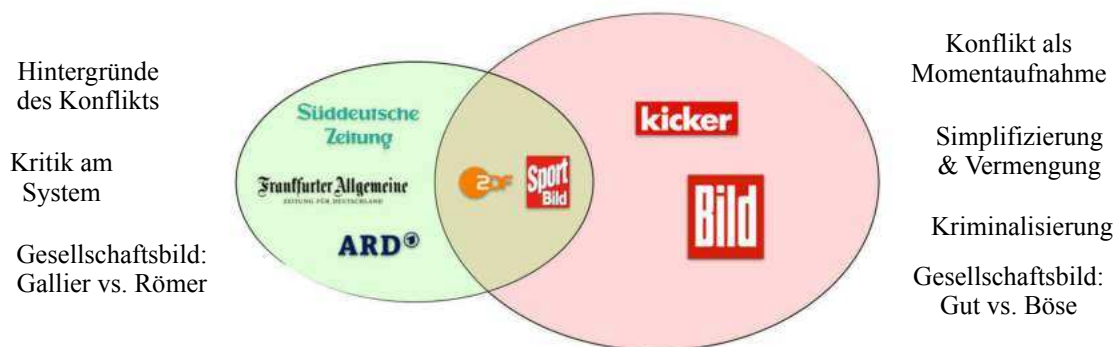 Hintergründe
des Konflikts
Kritik am
System
Gesellschaftsbild:
Gallier vs. Römer
Süddeutsche
Zeitung
Frankfurter Allgemeine
ZEITUNG FÜR DEUTSCHLAND
ARD
ZDF
Sport
Bild
kicker
Bild
Konflikt als
Momentaufnahme
Simplifizierung
& Vermengung
Kriminalisierung
Gesellschaftsbild:
Gut vs. Böse